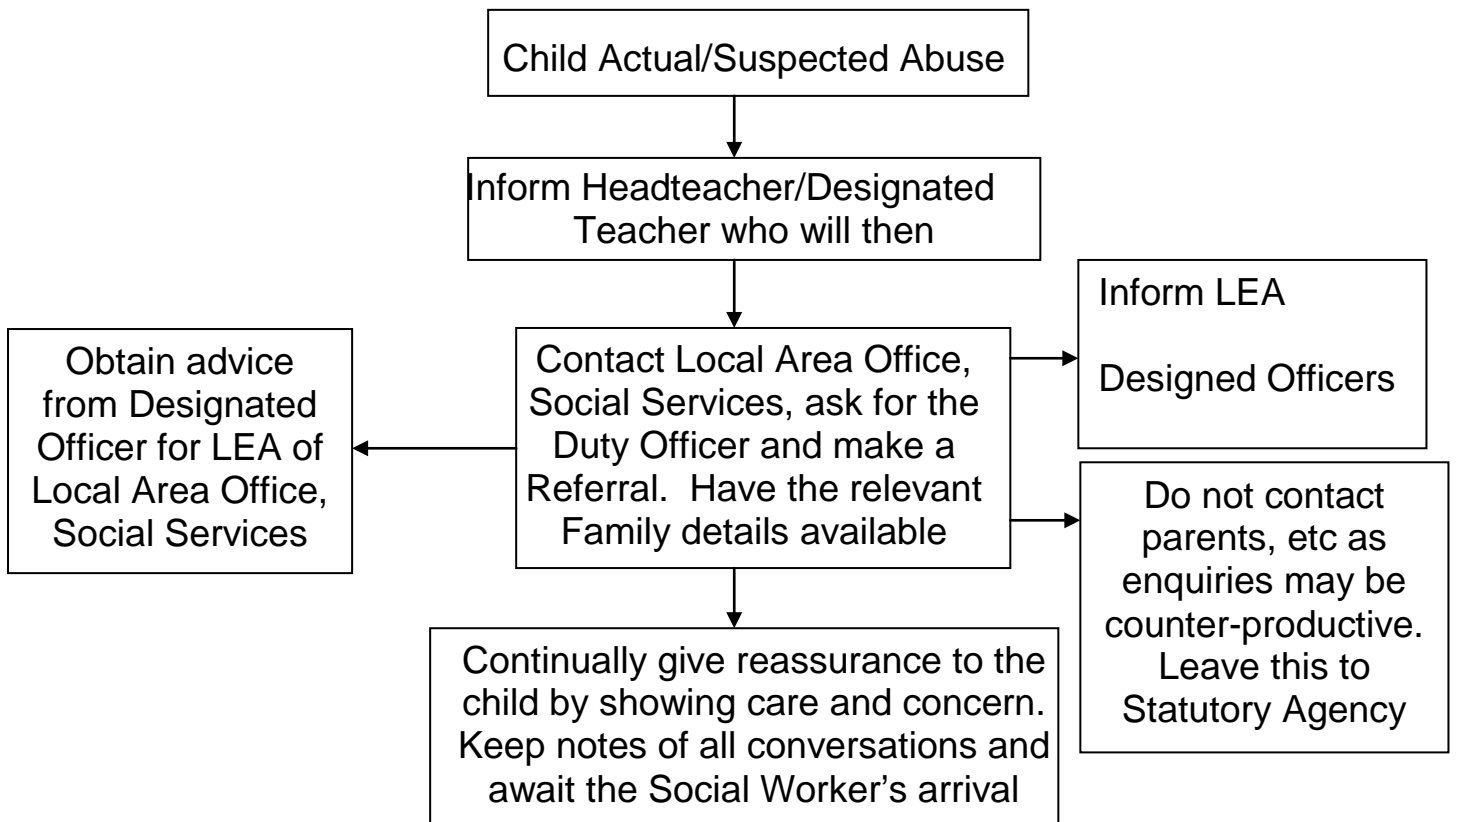 Child Actual/Suspected Abuse
Inform Headteacher/Designated
Teacher who will then
Contact Local Area Office,
Social Services, ask for the
Duty Officer and make a
Referral.  Have the relevant
Family details available
Inform LEA
Designed Officers
Obtain advice
from Designated
Officer for LEA of
Local Area Office,
Social Services
Do not contact
parents, etc as
enquiries may be
counter-productive.
Leave this to
Statutory Agency
Continually give reassurance to the
child by showing care and concern.
Keep notes of all conversations and
await the Social Worker’s arrival